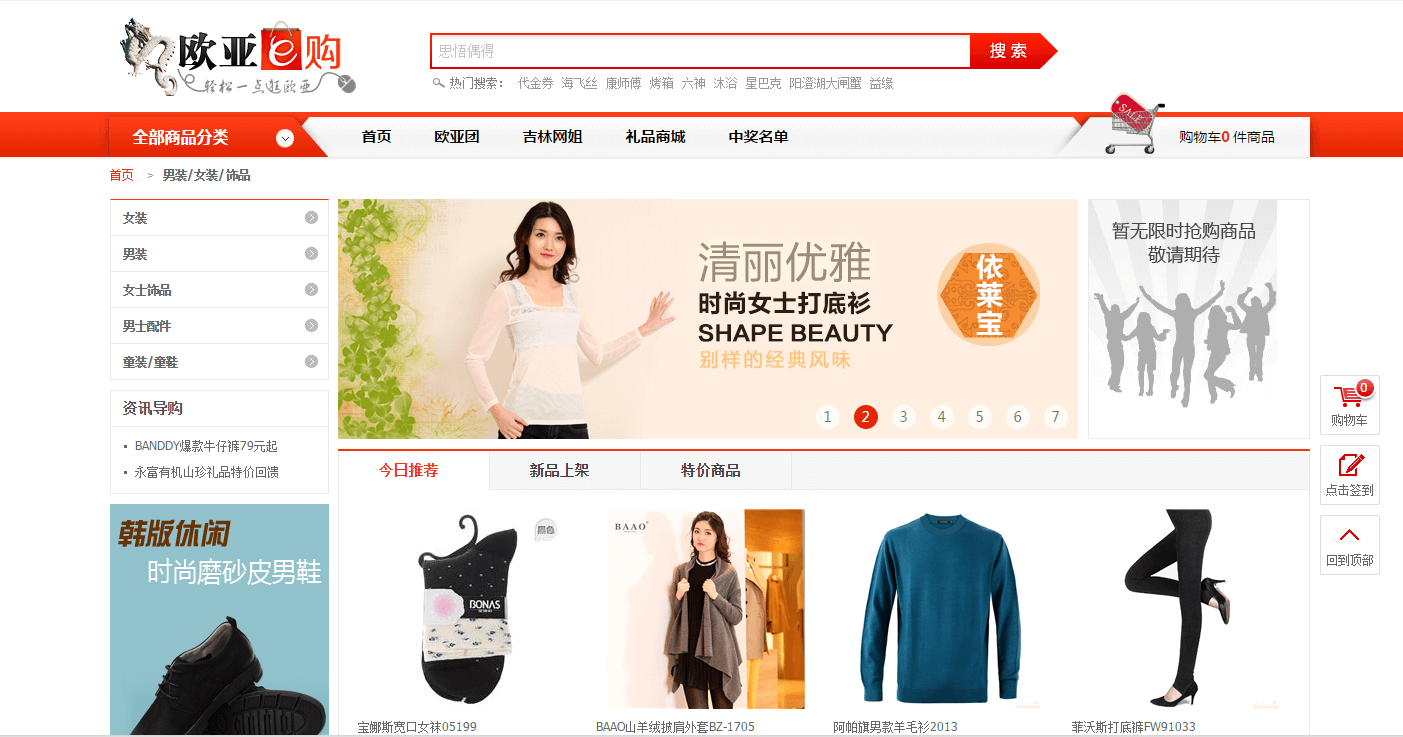 欧亚e购
轻松一点逛欧亚
思悟偶得
搜 索
热门搜索： 代金券 海飞丝 康师傅 烤箱 六神 沐浴 星巴克 阳澄湖大闸蟹 益缘
全部商品分类
首页 欧亚团 吉林网姐 礼品商城 中奖名单
SALE
购物车0 件商品
首页 > 男装/女装/饰品
女装
男装
女士饰品
男士配件
童装/童鞋
资讯导购
BANDDY爆款牛仔裤79元起
永富有机山珍礼品特价回馈
韩版休闲
时尚磨砂皮男鞋
清丽优雅
时尚女士打底衫
SHAPE BEAUTY
别样的经典风味
依莱宝
1 2 3 4 5 6 7
暂无限时抢购商品
敬请期待
0
购物车
点击签到
回到顶部
今日推荐 新品上架 特价商品
黑色
BONAS
BAAO
宝娜斯宽口女袜05199
BAAO山羊绒披肩外套BZ-1705
阿帕旗男款羊毛衫2013
菲沃斯打底裤FW91033